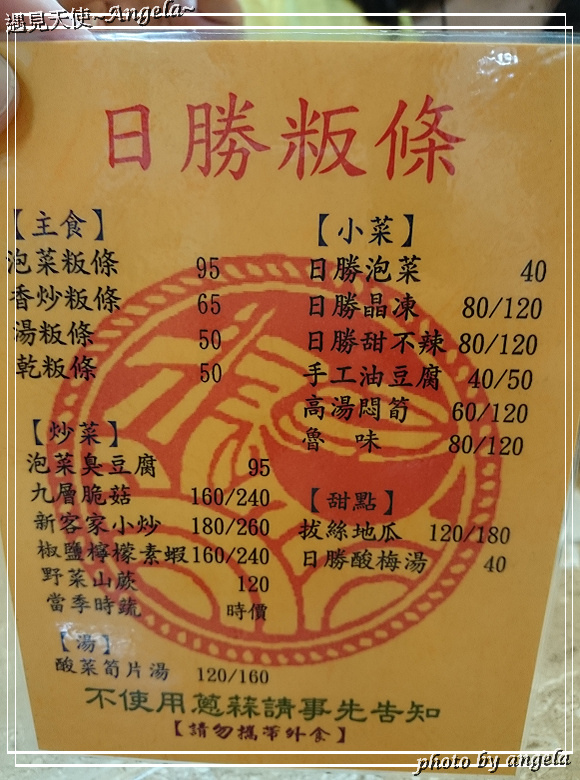 遇見天使~Angela~
日勝粄條
【主食】
泡菜粄條 95
香炒粄條 65
湯粄條 50
乾粄條 50
【炒菜】
泡菜臭豆腐 95
九層脆菇 160/240
新客家小炒 180/260
椒鹽檸檬素蝦 160/240
野菜山蕨 120
當季時蔬 時價
【湯】
酸菜筍片湯 120/160
【小菜】
日勝泡菜 40
日勝晶凍 80/120
日勝甜不辣 80/120
手工油豆腐 40/50
高湯悶筍 60/120
魯 味 80/120
【甜點】
拔絲地瓜 120/180
日勝酸梅湯 40
不使用蔥蒜請事先告知
【請勿攜帶外食】
photo by angela